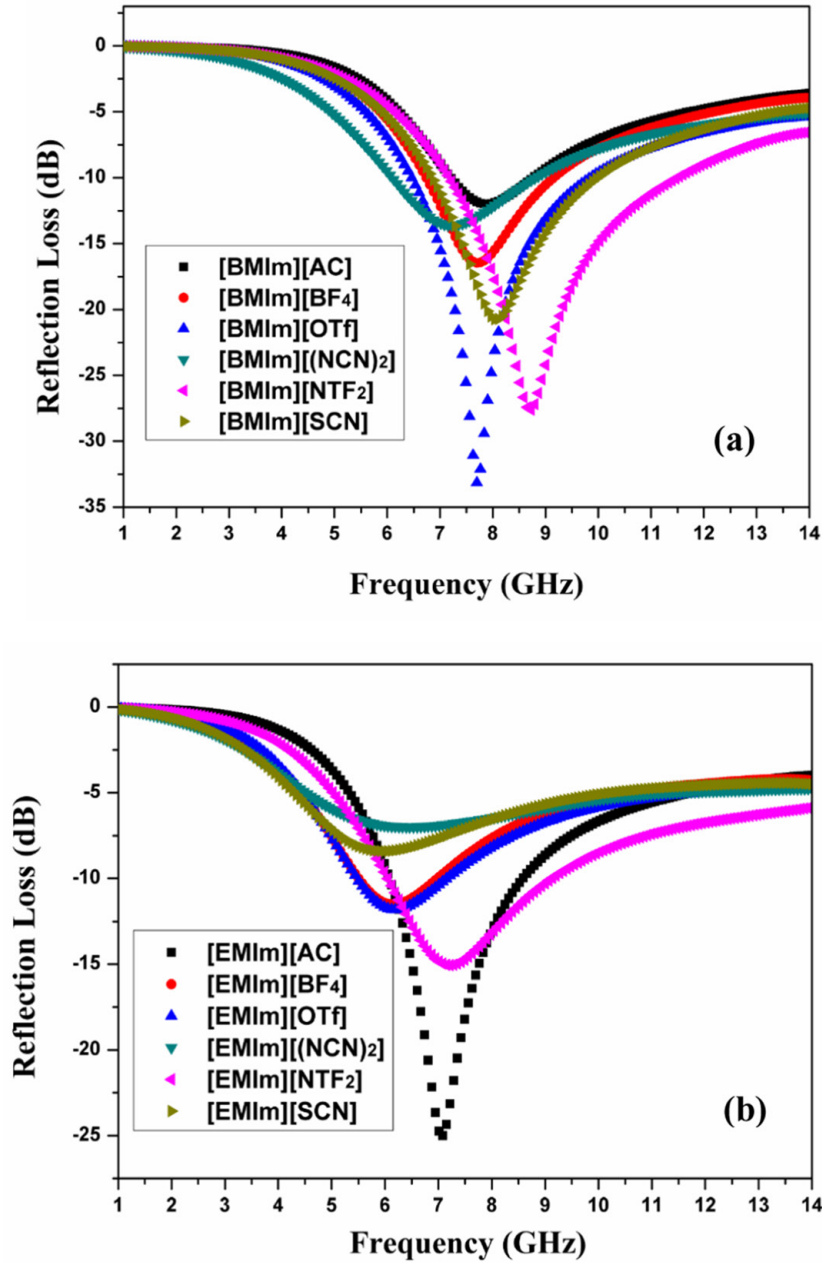 0
-5
-10
-15
-20
-25
-30
-35
Reflection Loss (dB)
[BMIm][AC]
[BMIm][BF4]
[BMIm][OTf]
[BMIm][(NCN)2]
[BMIm][NTF2]
[BMIm][SCN]
(a)
1 2 3 4 5 6 7 8 9 10 11 12 13 14
Frequency (GHz)
0
-5
-10
-15
-20
-25
Reflection Loss (dB)
[EMIm][AC]
[EMIm][BF4]
[EMIm][OTf]
[EMIm][(NCN)2]
[EMIm][NTF2]
[EMIm][SCN]
(b)
1 2 3 4 5 6 7 8 9 10 11 12 13 14
Frequency (GHz)